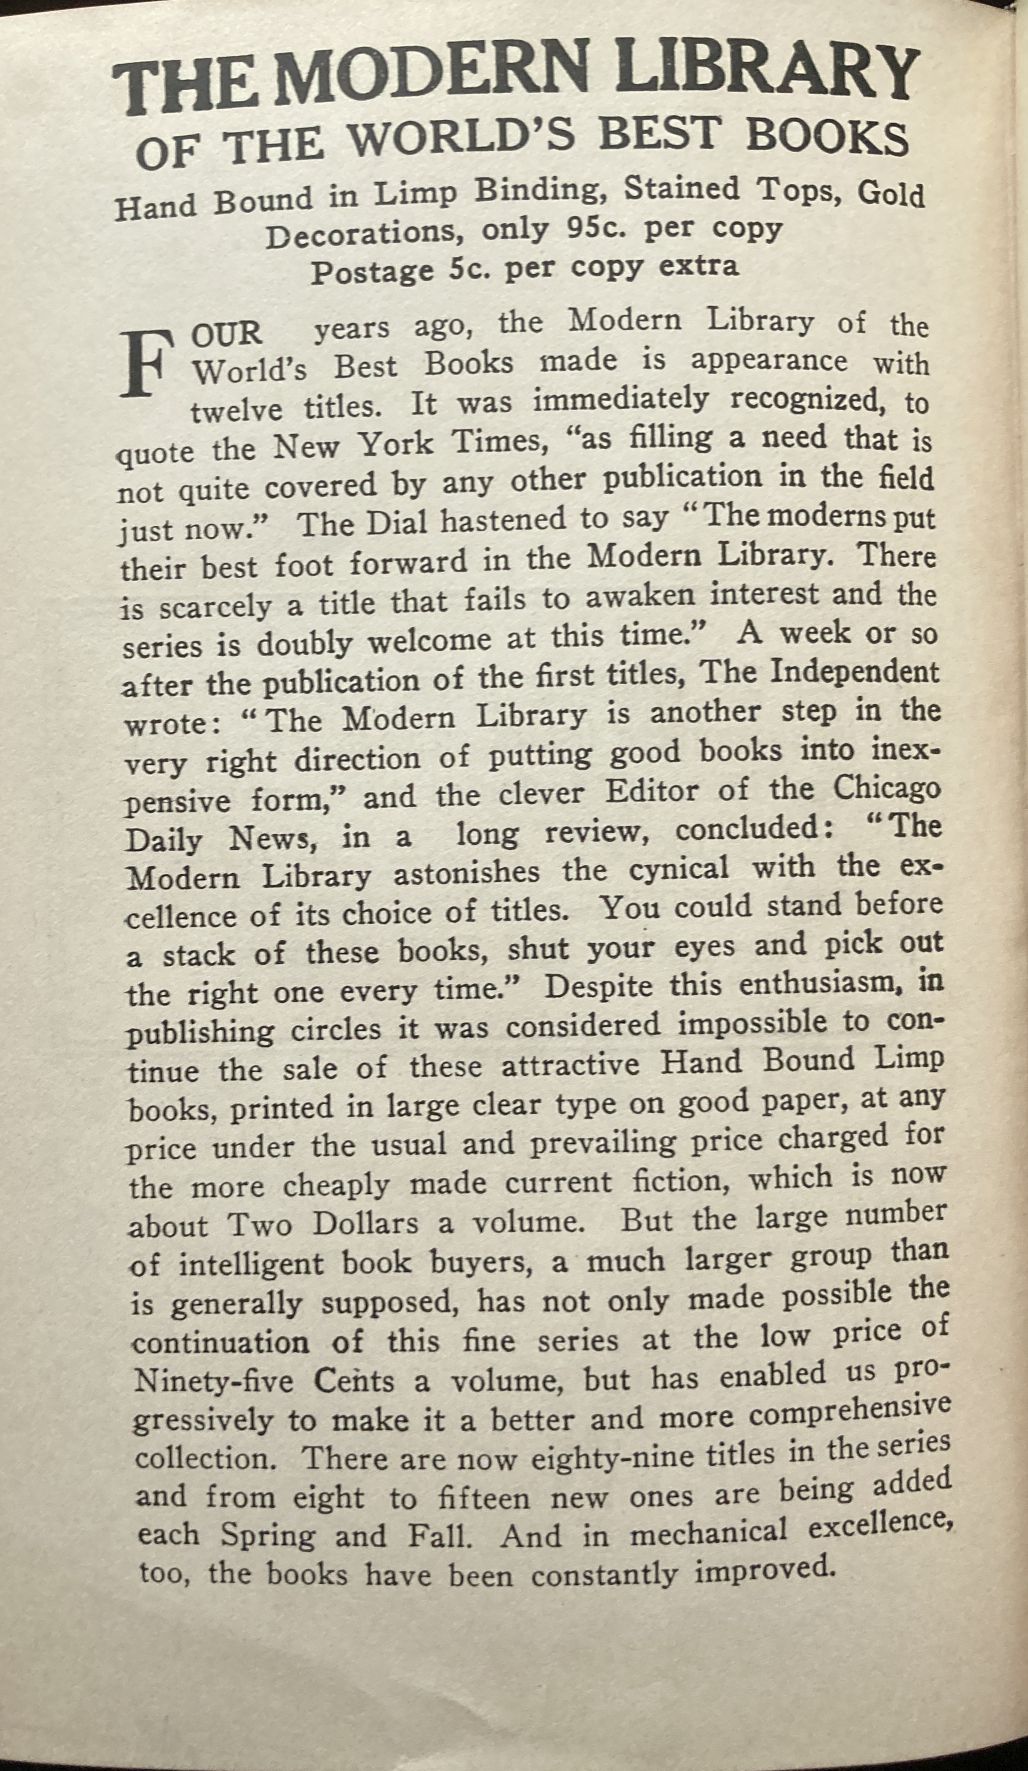 THE MODERN LIBRARY
OF THE WORLD'S BEST BOOKS
Hand Bound in Limp Binding, Stained Tops, Gold
Decorations, only 95c. per copy
Postage 5c. per copy extra
FOUR years ago, the Modern Library of the
World's Best Books made is appearance with
twelve titles. It was immediately recognized, to
quote the New York Times, “as filling a need that is
not quite covered by any other publication in the field
just now.” The Dial hastened to say “The moderns put
their best foot forward in the Modern Library. There
is scarcely a title that fails to awaken interest and the
series is doubly welcome at this time.” A week or so
after the publication of the first titles, The Independent
wrote: “The Modern Library is another step in the
very right direction of putting good books into inex-
pensive form,” and the clever Editor of the Chicago
Daily News, in a long review, concluded: “The
Modern Library astonishes the cynical with the ex-
cellence of its choice of titles. You could stand before
a stack of these books, shut your eyes and pick out
the right one every time.” Despite this enthusiasm, in
publishing circles it was considered impossible to con-
tinue the sale of these attractive Hand Bound Limp
books, printed in large clear type on good paper, at any
price under the usual and prevailing price charged for
the more cheaply made current fiction, which is now
about Two Dollars a volume. But the large number
of intelligent book buyers, a much larger group than
is generally supposed, has not only made possible the
continuation of this fine series at the low price of
Ninety-five Cents a volume, but has enabled us pro-
gressively to make it a better and more comprehensive
collection. There are now eighty-nine titles in the series
and from eight to fifteen new ones are being added
each Spring and Fall. And in mechanical excellence,
too, the books have been constantly improved.